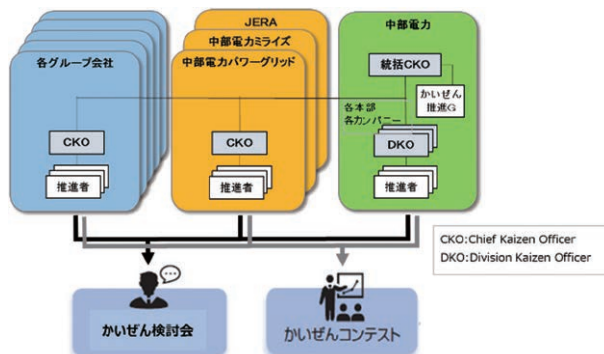 各グループ会社
CKO
推進者
JERA
中部電力ミライズ
中部電力パワーグリッド
CKO
推進者
中部電力
統括CKO
かいぜん
推進G
各本部
各カンパニー
DKO
推進者
CKO:Chief Kaizen Officer
DKO:Division Kaizen Officer
かいぜん検討会
かいぜんコンテスト